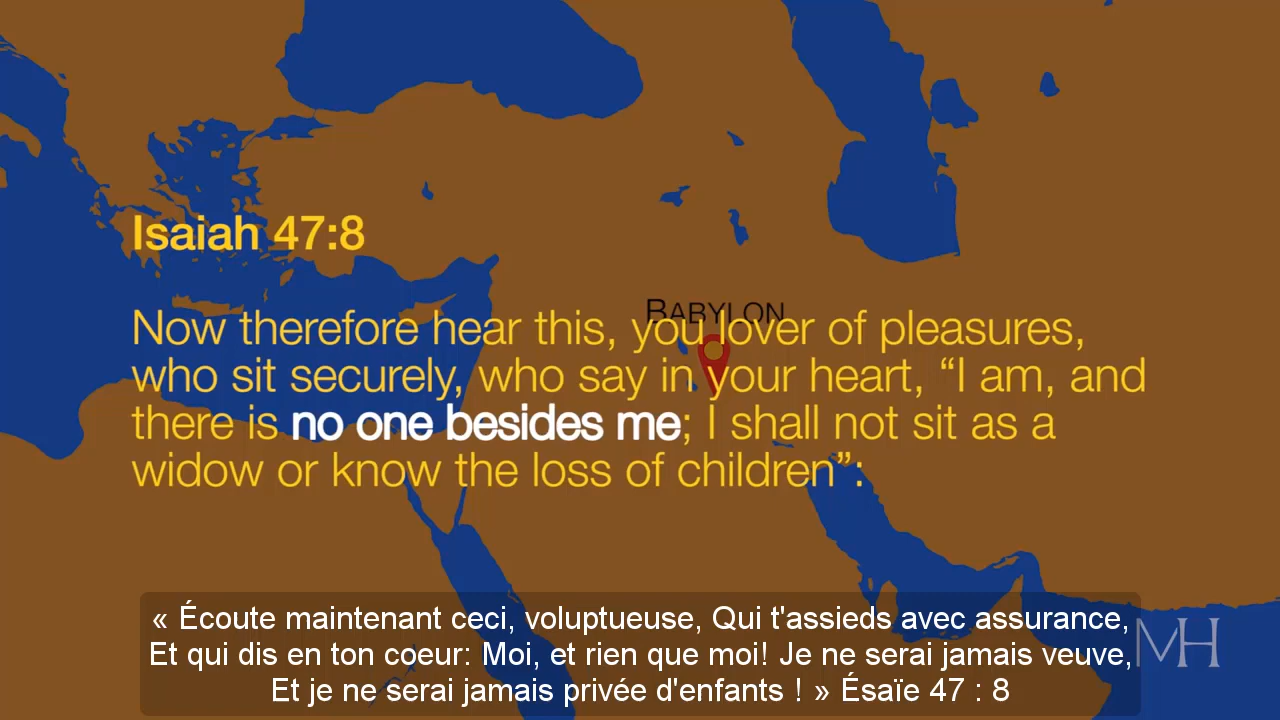 Isaiah 47:8
BABYLON
Now therefore hear this, you lover of pleasures,
who sit securely, who say in your heart, “I am, and
there is no one besides me; I shall not sit as a
widow or know the loss of children”:
« Écoute maintenant ceci, voluptueuse, Qui t'assieds avec assurance,
Et qui dis en ton coeur: Moi, et rien que moi! Je ne serai jamais veuve,
Et je ne serai jamais privée d'enfants ! » Ésaïe 47 : 8
MH